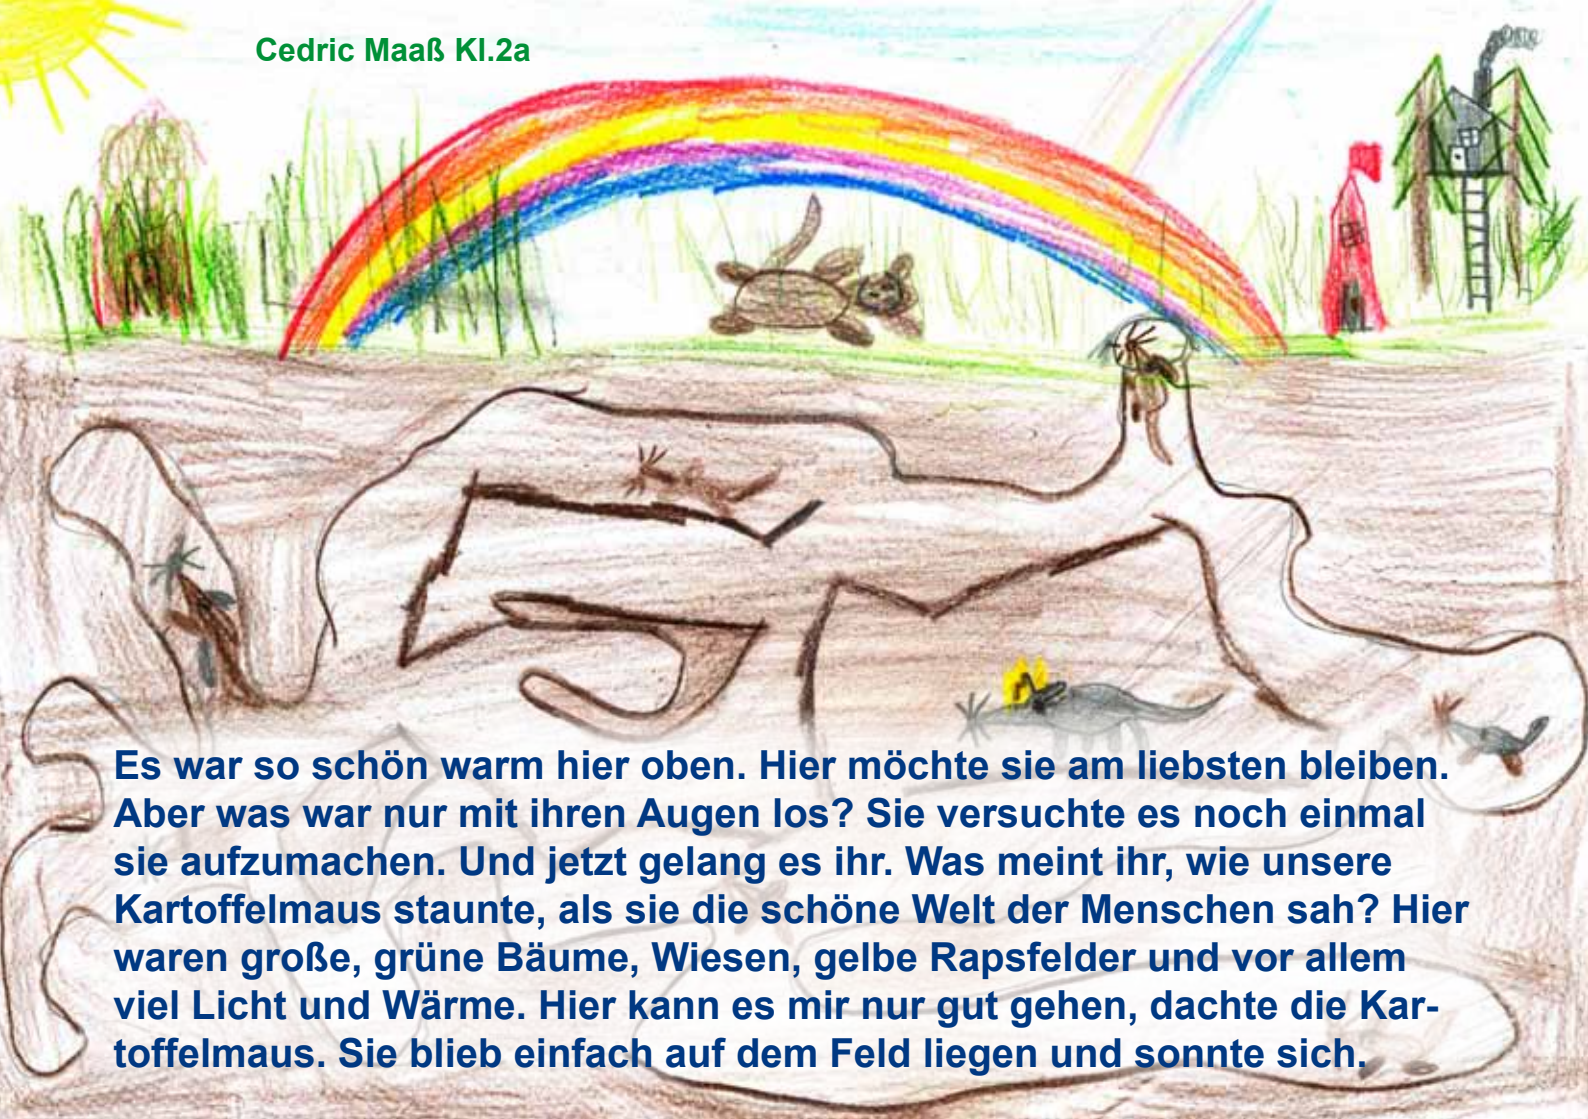 Cedric Maaß Kl.2a
Es war so schön warm hier oben. Hier möchte sie am liebsten bleiben.
Aber was war nur mit ihren Augen los? Sie versuchte es noch einmal
sie aufzumachen. Und jetzt gelang es ihr. Was meint ihr, wie unsere
Kartoffelmaus staunte, als sie die schöne Welt der Menschen sah? Hier
waren große, grüne Bäume, Wiesen, gelbe Rapsfelder und vor allem
viel Licht und Wärme. Hier kann es mir nur gut gehen, dachte die Kar-
toffelmaus. Sie blieb einfach auf dem Feld liegen und sonnte sich.